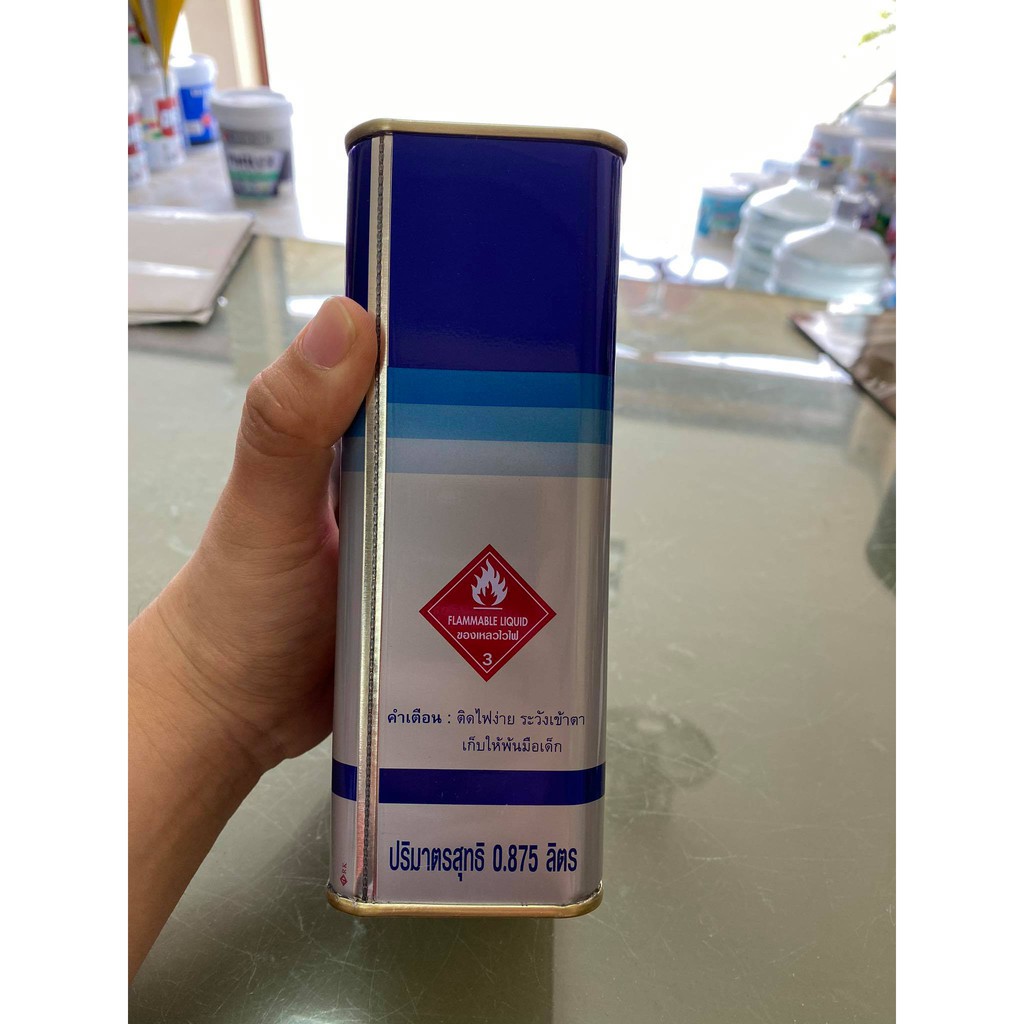 FLAMMABLE LIQUID
ของเหลวไวไฟ
3
คำเตือน : ติดไฟง่าย ระวังเข้าตา
เก็บให้พ้นมือเด็ก
ปริมาตรสุทธิ 0.875 ลิตร